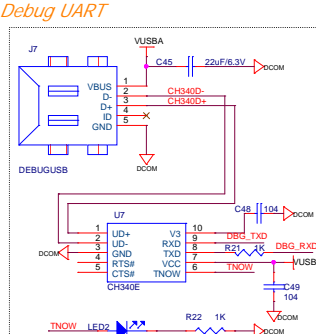 Debug UART
J7
VUSBA
C45
22uF/6.3V
DCOM
VBUS 1
D- 2 CH340D-
D+ 3 CH340D+
ID 4
GND 5
DCOM
DEBUGUSB
U7
C48 104
DCOM
1 UD+ V3 10
2 UD- RXD 9 DBG_TXD
DCOM 3 GND TXD 8 R21 1K DBG_RXD
4 RTS# VCC 7 VUSB
5 CTS# TNOW 6 TNOW
CH340E
C49
104
DCOM
TNOW LED2 R22 1K
DCOM